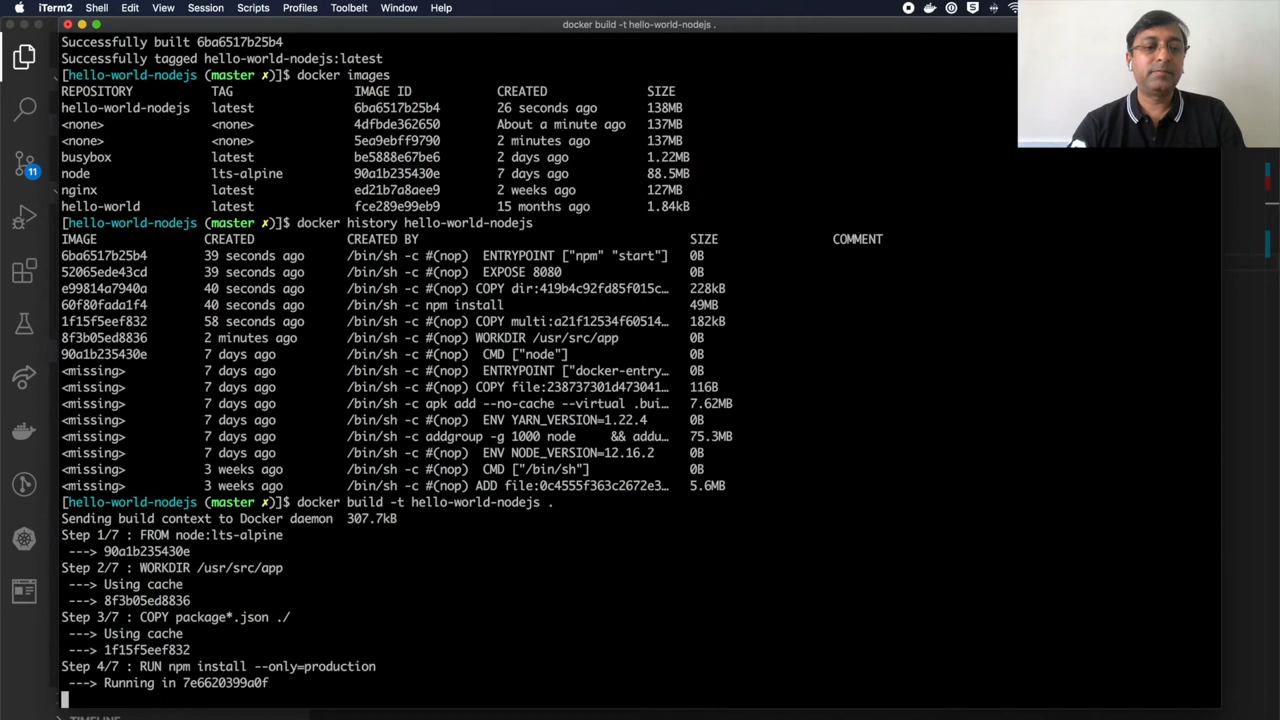 iTerm2 Shell Edit View Session Scripts Profiles Toolbelt Window Help
docker build -t hello-world-nodejs .
Successfully built 6ba6517b25b4
Successfully tagged hello-world-nodejs:latest
[hello-world-nodejs (master ✗)]$ docker images
REPOSITORY TAG IMAGE ID CREATED SIZE
hello-world-nodejs latest 6ba6517b25b4 26 seconds ago 138MB
<none> <none> 4dfbde362650 About a minute ago 137MB
<none> <none> 5ea9ebff9790 2 minutes ago 137MB
busybox latest be5888e67be6 2 days ago 1.22MB
node lts-alpine 90a1b235430e 7 days ago 88.5MB
nginx latest ed21b7a8aee9 2 weeks ago 127MB
hello-world latest fce289e99eb9 15 months ago 1.84kB
[hello-world-nodejs (master ✗)]$ docker history hello-world-nodejs
IMAGE CREATED CREATED BY SIZE COMMENT
6ba6517b25b4 39 seconds ago /bin/sh -c #(nop) ENTRYPOINT ["npm" "start"] 0B
52065ede43cd 39 seconds ago /bin/sh -c #(nop) EXPOSE 8080 0B
e99814a7940a 40 seconds ago /bin/sh -c #(nop) COPY dir:419b4c92fd85f015c… 228kB
60f80fada1f4 40 seconds ago /bin/sh -c npm install 49MB
1f15f5eef832 58 seconds ago /bin/sh -c #(nop) COPY multi:a21f12534f60514… 182kB
8f3b05ed8836 2 minutes ago /bin/sh -c #(nop) WORKDIR /usr/src/app 0B
90a1b235430e 7 days ago /bin/sh -c #(nop) CMD ["node"] 0B
<missing> 7 days ago /bin/sh -c #(nop) ENTRYPOINT ["docker-entry… 0B
<missing> 7 days ago /bin/sh -c #(nop) COPY file:238737301d473041… 116B
<missing> 7 days ago /bin/sh -c apk add --no-cache --virtual .bui… 7.62MB
<missing> 7 days ago /bin/sh -c #(nop) ENV YARN_VERSION=1.22.4 0B
<missing> 7 days ago /bin/sh -c addgroup -g 1000 node && addu… 75.3MB
<missing> 7 days ago /bin/sh -c #(nop) ENV NODE_VERSION=12.16.2 0B
<missing> 3 weeks ago /bin/sh -c #(nop) CMD ["/bin/sh"] 0B
<missing> 3 weeks ago /bin/sh -c #(nop) ADD file:0c4555f363c2672e3… 5.6MB
[hello-world-nodejs (master ✗)]$ docker build -t hello-world-nodejs .
Sending build context to Docker daemon 307.7kB
Step 1/7 : FROM node:lts-alpine
---> 90a1b235430e
Step 2/7 : WORKDIR /usr/src/app
---> Using cache
---> 8f3b05ed8836
Step 3/7 : COPY package*.json ./
---> Using cache
---> 1f15f5eef832
Step 4/7 : RUN npm install --only=production
---> Running in 7e6620399a0f
11
TIMELINE